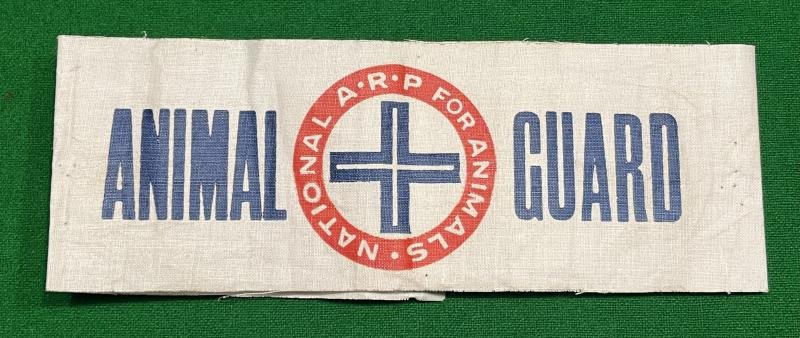 ANIMAL
NATIONAL A·R·P FOR ANIMALS·
GUARD